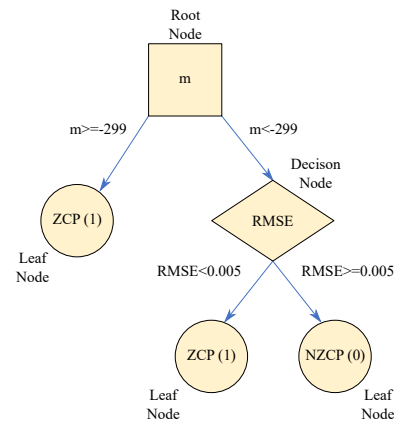 Root
Node
m
m>=-299
m<-299
Decison
Node
ZCP (1)
RMSE
Leaf
Node
RMSE<0.005
RMSE>=0.005
ZCP (1)
NZCP (0)
Leaf
Node
Leaf
Node